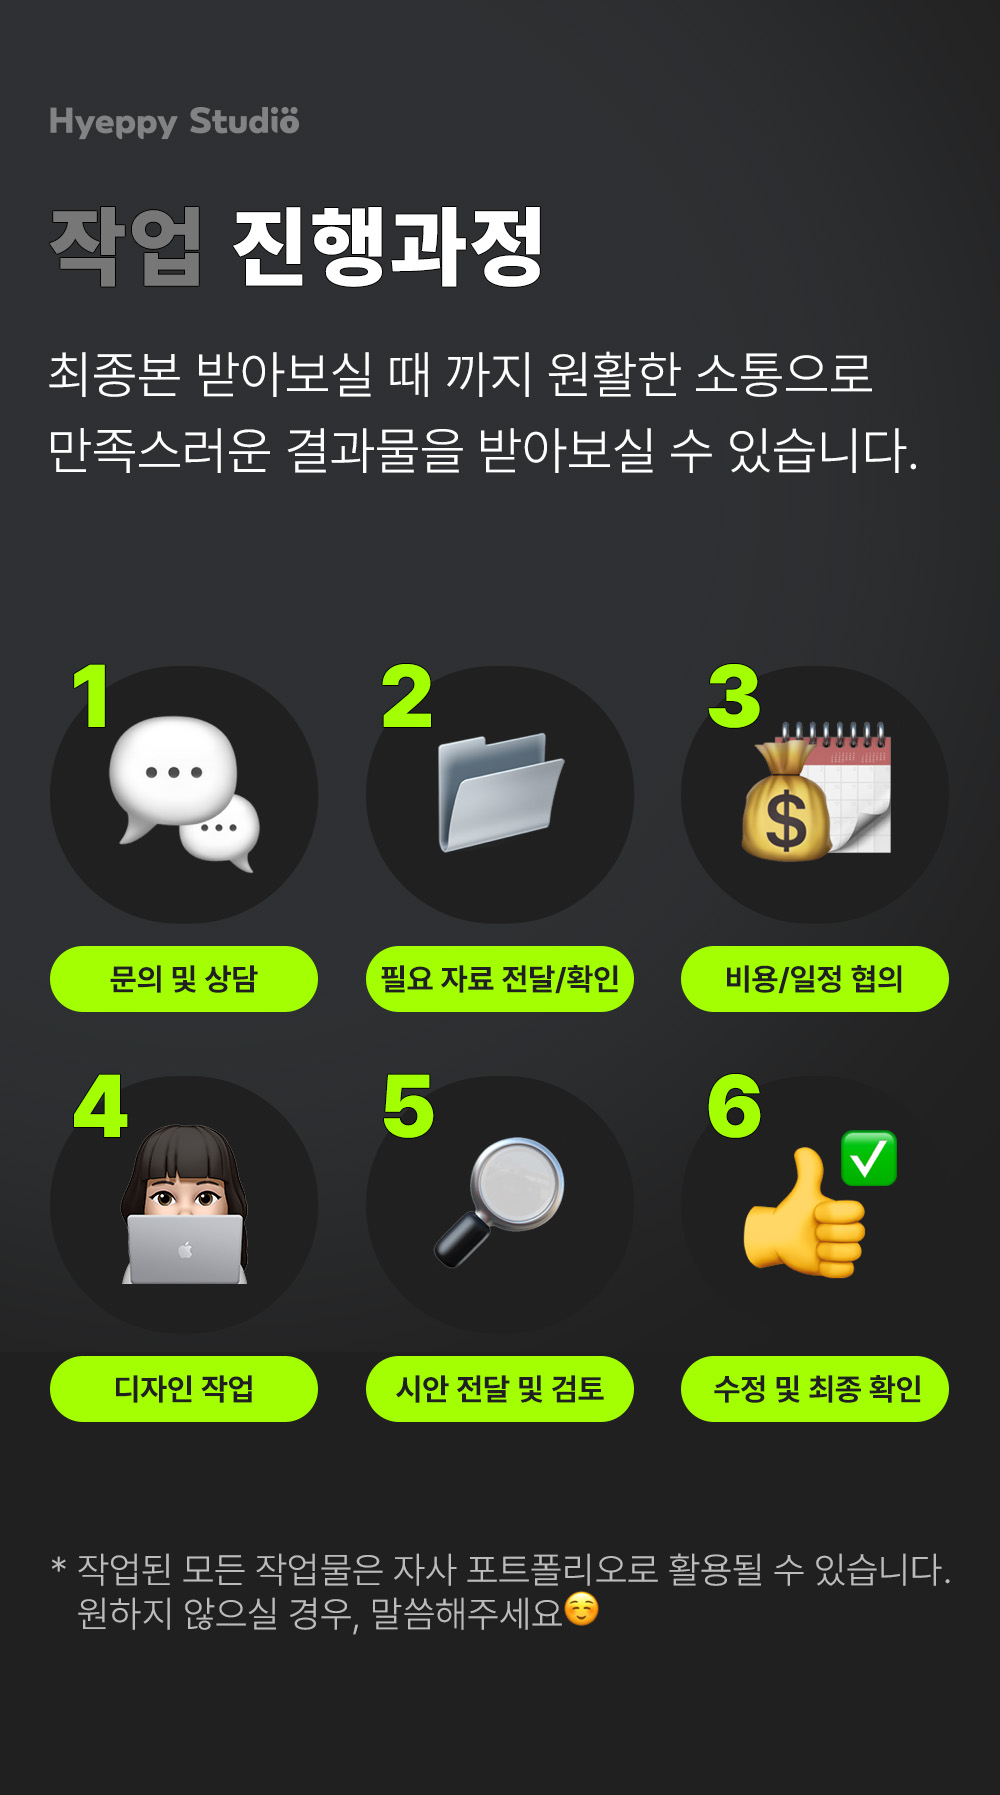 Hyeppy Studio
작업 진행과정
최종본 받아보실 때 까지 원활한 소통으로
만족스러운 결과물을 받아보실 수 있습니다.
1
2
3
문의 및 상담
필요 자료 전달/확인
비용/일정 협의
4
5
6
디자인 작업
시안 전달 및 검토
수정 및 최종 확인
* 작업된 모든 작업물은 자사 포트폴리오로 활용될 수 있습니다.
원하지 않으실 경우, 말씀해주세요☺️